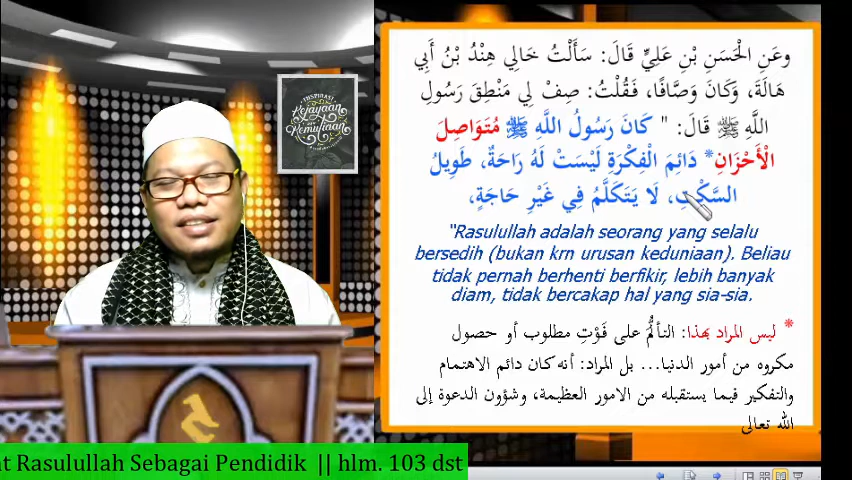 INSPIRASI
Kejayaan
dan
Kemuliaan
وعَنِ الْحَسَنِ بْنِ عَلِيٍّ قَالَ: سَأَلْتُ خَالِي هِنْدُ بْنُ أَبِي
هَالَةَ، وَكَانَ وَصَّافًا، فَقُلْتُ: صِفْ لِي مَنْطِقَ رَسُولِ
اللَّهِ ﷺ قَالَ: " كَانَ رَسُولُ اللَّهِ ﷺ مُتَوَاصِلَ
الْأَحْزَانِ* دَائِمَ الْفِكْرَةِ لَيْسَتْ لَهُ رَاحَةٌ، طَوِيلُ
السَّكْتِ، لَا يَتَكَلَّمُ فِي غَيْرِ حَاجَةٍ،
"Rasulullah adalah seorang yang selalu
bersedih (bukan krn urusan keduniaan). Beliau
tidak pernah berhenti berfikir, lebih banyak
diam, tidak bercakap hal yang sia-sia.
* ليس المراد بهذا: التألُّمَ على فَوْتِ مطلوب أو حصول
مكروه من أمور الدنيا... بل المراد: أنه كان دائم الاهتمام
والتفكير فيما يستقبله من الامور العظيمة، وشؤون الدعوة إلى
الله تعالى
at Rasulullah Sebagai Pendidik || hlm. 103 dst